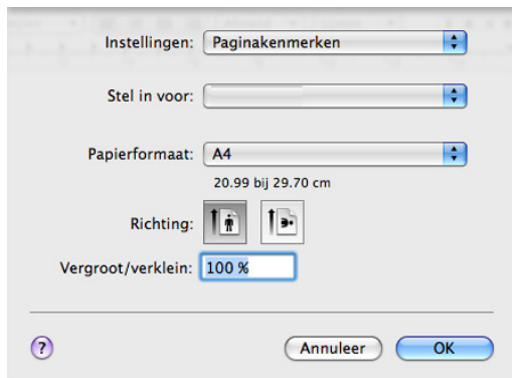 Instellingen: Paginakenmerken
Stel in voor:
Papierformaat: A4
20.99 bij 29.70 cm
Richting:
Vergroot/verklein: 100 %
? Annuleer OK